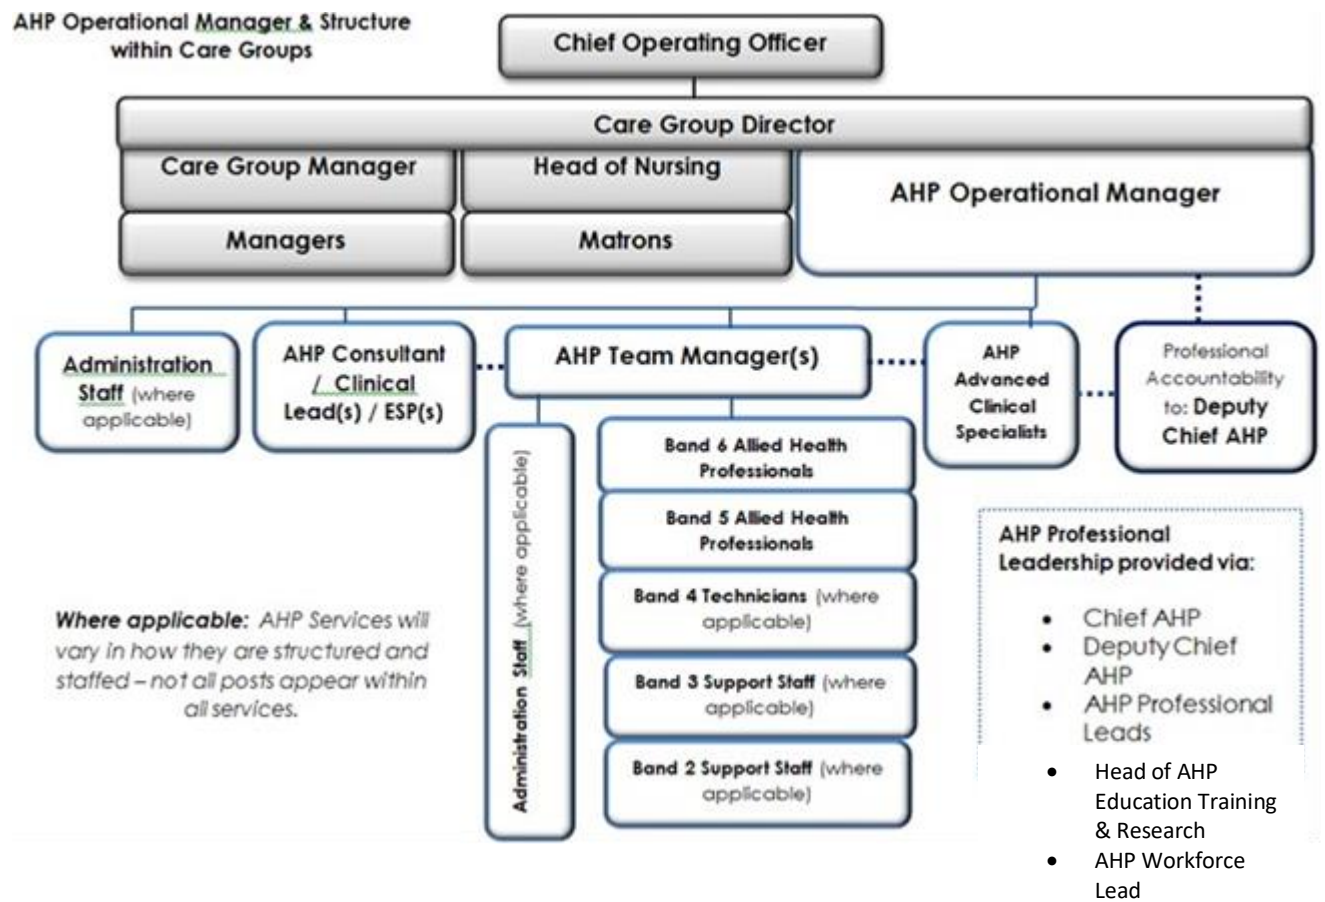 AHP Operational Manager & Structure
within Care Groups
Chief Operating Officer
Care Group Director
Care Group Manager
Head of Nursing
AHP Operational Manager
Managers
Matrons
Administration
Staff (where
applicable)
AHP Consultant
/ Clinical
Lead(s) / ESP(s)
AHP Team Manager(s)
AHP
Advanced
Clinical
Specialists
Professional
Accountability
to: Deputy
Chief AHP
Administration Staff (where applicable)
Band 6 Allied Health
Professionals
Band 5 Allied Health
Professionals
Band 4 Technicians (where
applicable)
Band 3 Support Staff (where
applicable)
Band 2 Support Staff (where
applicable)
Where applicable: AHP Services will
vary in how they are structured and
staffed – not all posts appear within
all services.
AHP Professional
Leadership provided via:
• Chief AHP
• Deputy Chief
AHP
• AHP Professional
Leads
• Head of AHP
Education Training
& Research
• AHP Workforce
Lead